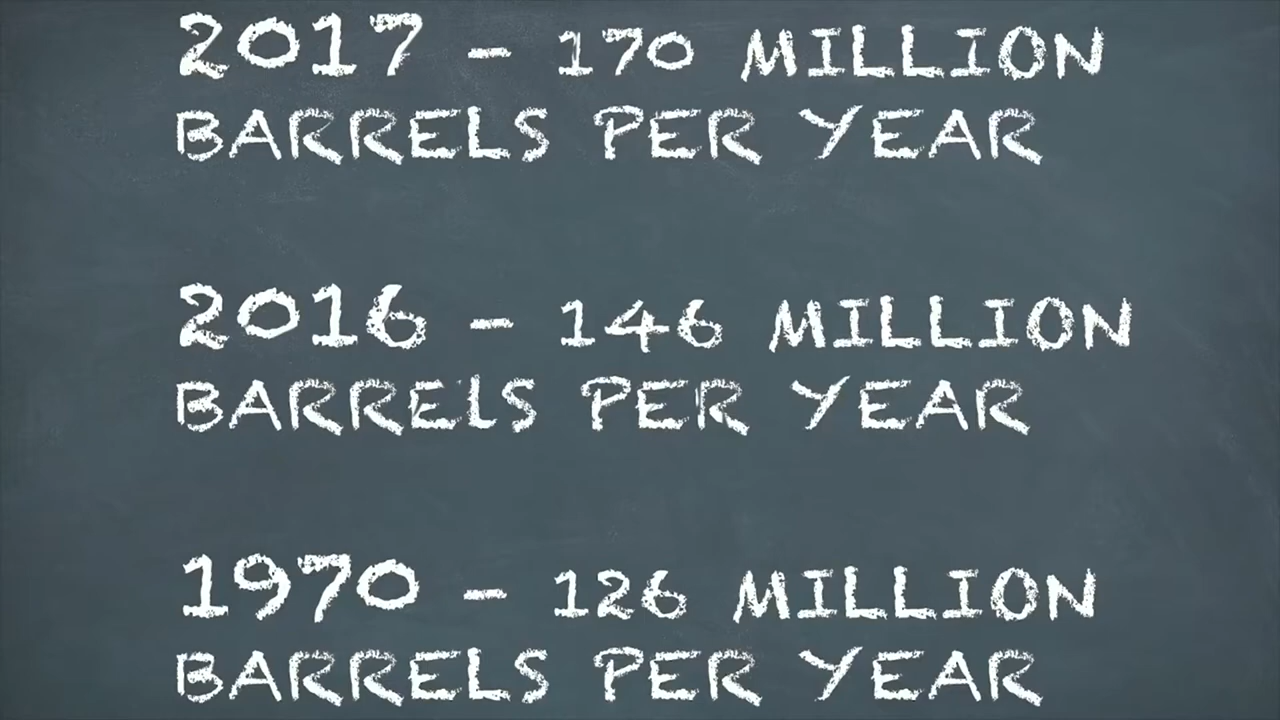 2017 - 170 MILLION
BARRELS PER YEAR
2016 - 146 MILLION
BARRELS PER YEAR
1970 - 126 MILLION
BARRELS PER YEAR